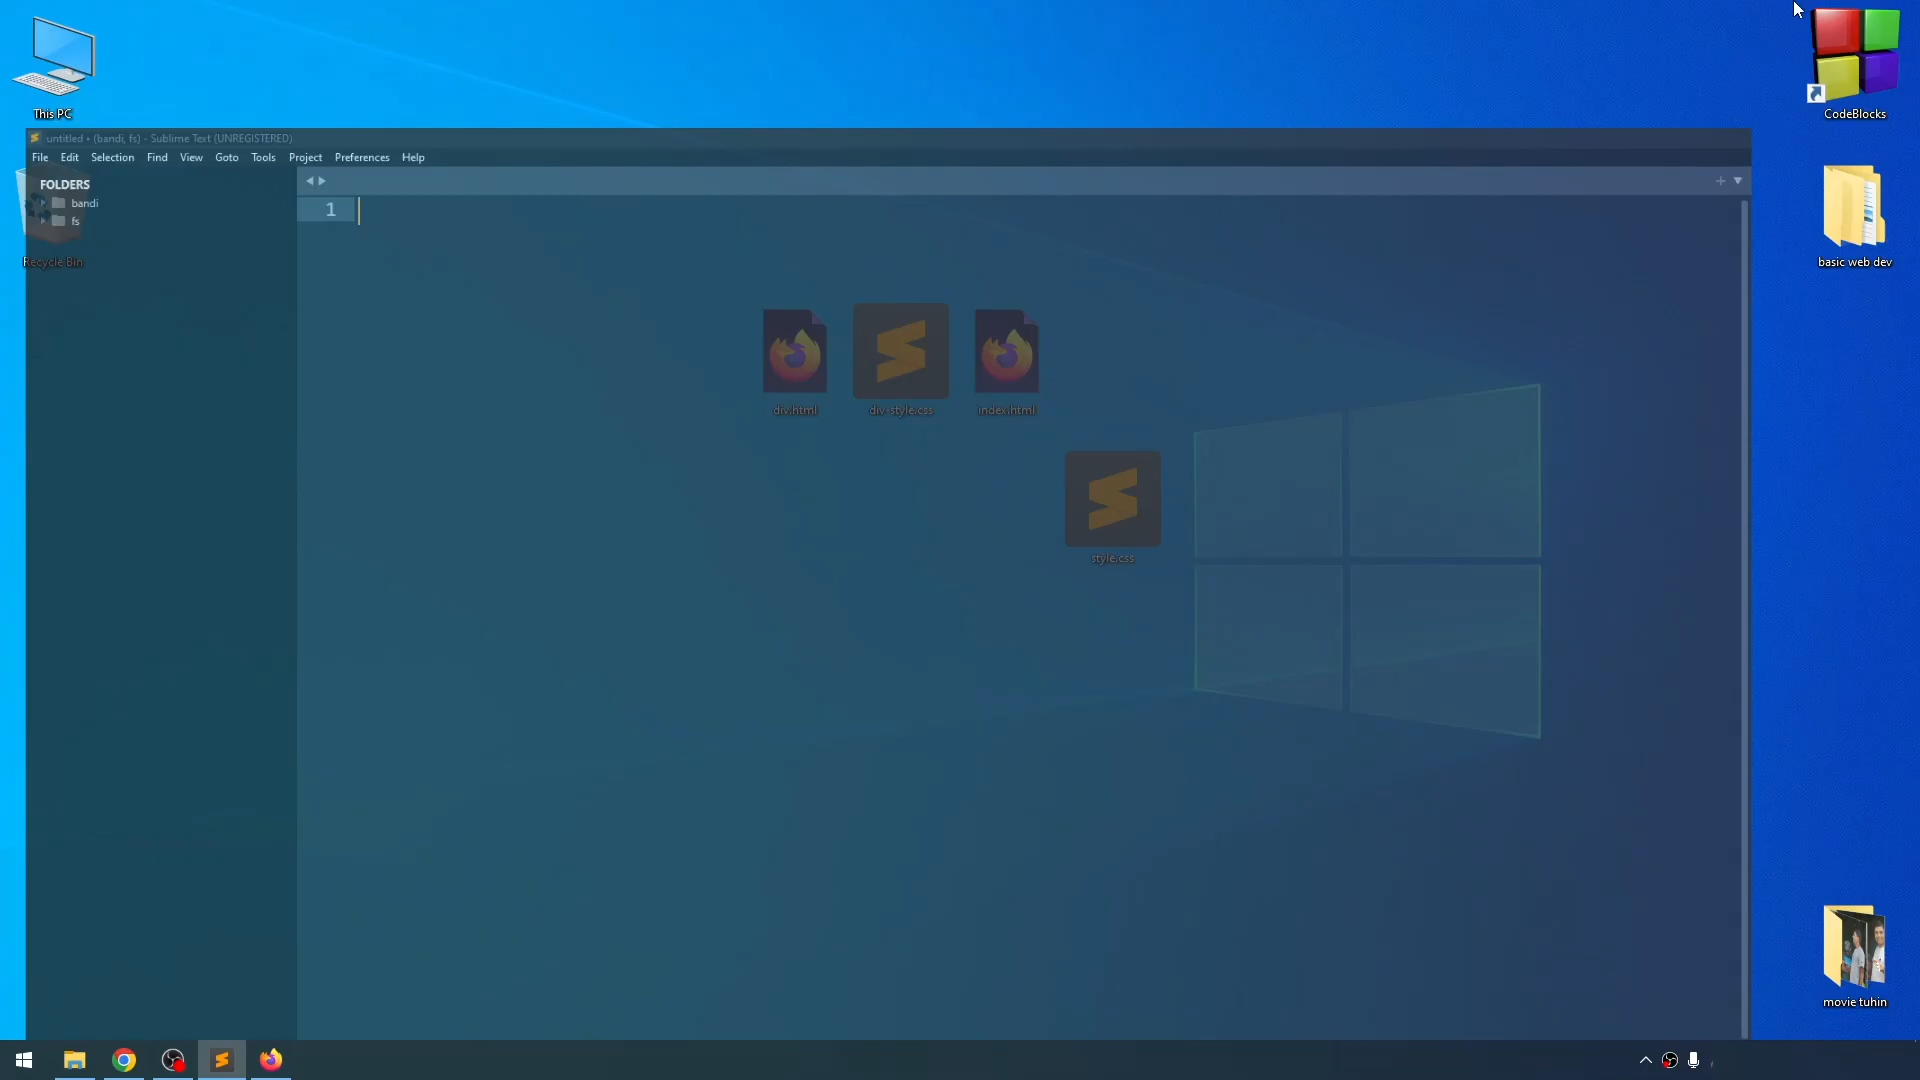 This PC
CodeBlocks
untitled • (bandi, fs) - Sublime Text (UNREGISTERED)
File Edit Selection Find View Goto Tools Project Preferences Help
FOLDERS
bandi
fs
1
Recycle Bin
basic web dev
div.html
div-style.css
index.html
style.css
movie tuhin